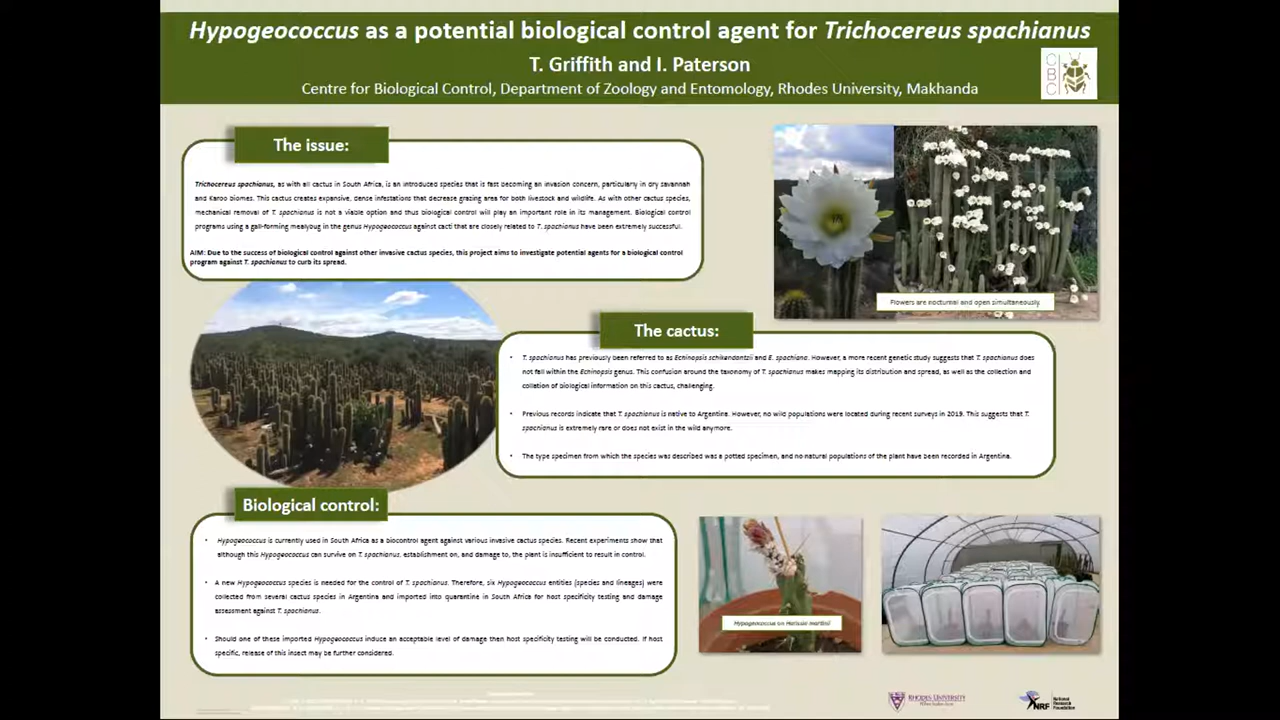 Hypogeococcus as a potential biological control agent for Trichocereus spachianus
T. Griffith and I. Paterson
Centre for Biological Control, Department of Zoology and Entomology, Rhodes University, Makhanda
CBC
The issue:
Trichocereus spachianus, as with all cactus in South Africa, is an introduced species that is fast becoming an invasion concern, particularly in dry savannah
and Karoo biomes. This cactus creates expansive, dense infestations that decrease grazing area for both livestock and wildlife. As with other cactus species,
mechanical removal of T. spachianus is not a viable option and thus biological control will play an important role in its management. Biological control
programs using a gall-forming mealybug in the genus Hypogeococcus against cacti that are closely related to T. spachianus have been extremely successful.
AIM: Due to the success of biological control against other invasive cactus species, this project aims to investigate potential agents for a biological control
program against T. spachianus to curb its spread.
Flowers are nocturnal and open simultaneously.
The cactus:
• T. spachianus has previously been referred to as Echinopsis schikendantzii and E. spachiana. However, a more recent genetic study suggests that T. spachianus does
not fall within the Echinopsis genus. This confusion around the taxonomy of T. spachianus makes mapping its distribution and spread, as well as the collection and
collation of biological information on this cactus, challenging.
• Previous records indicate that T. spachianus is native to Argentina. However, no wild populations were located during recent surveys in 2019. This suggests that T.
spachianus is extremely rare or does not exist in the wild anymore.
• The type specimen from which the species was described was a potted specimen, and no natural populations of the plant have been recorded in Argentina.
Biological control:
• Hypogeococcus is currently used in South Africa as a biocontrol agent against various invasive cactus species. Recent experiments show that
although this Hypogeococcus can survive on T. spachianus, establishment on, and damage to, the plant is insufficient to result in control.
• A new Hypogeococcus species is needed for the control of T. spachianus. Therefore, six Hypogeococcus entities (species and lineages) were
collected from several cactus species in Argentina and imported into quarantine in South Africa for host specificity testing and damage
assessment against T. spachianus.
• Should one of these imported Hypogeococcus induce an acceptable level of damage then host specificity testing will be conducted. If host
specific, release of this insect may be further considered.
Hypogeococcus on Harrisia martinii
RHODES UNIVERSITY
NRF
National
Research
Foundation